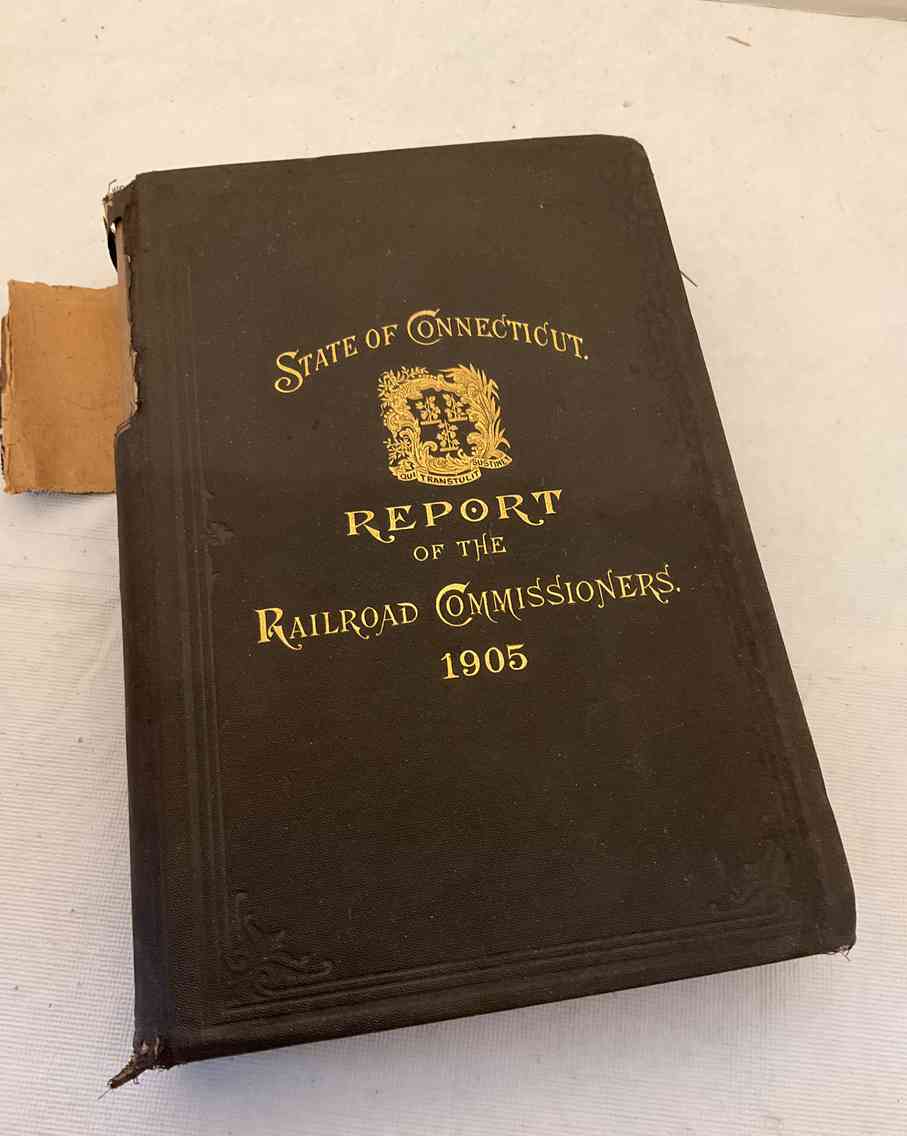 STATE OF CONNECTICUT.
QUI TRANSTULIT SUSTINET
REPORT
OF THE
RAILROAD COMMISSIONERS.
1905